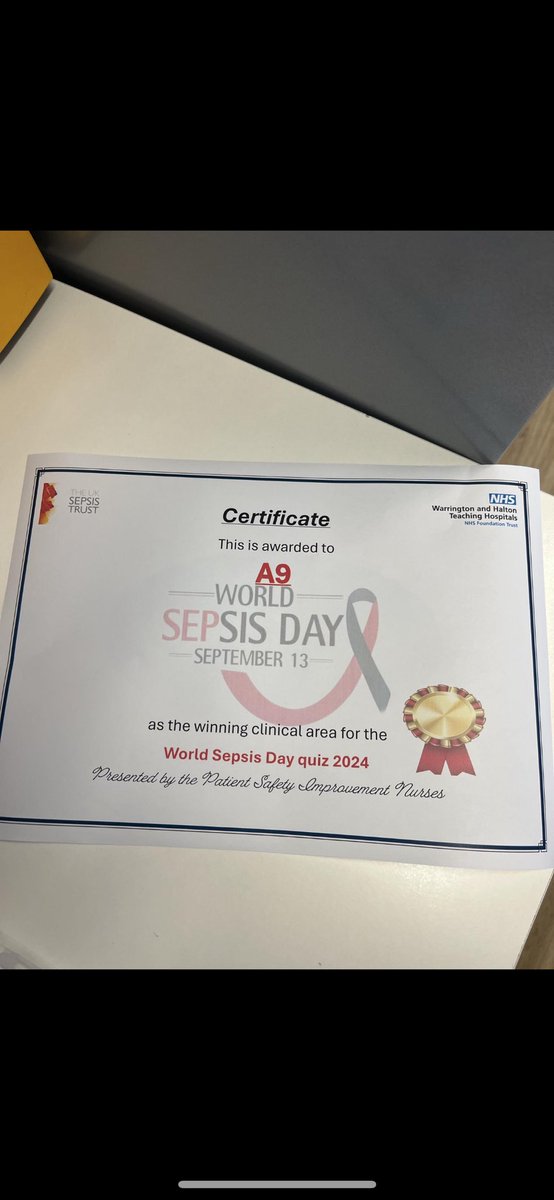 THE UK
SEPSIS
TRUST
NHS
Warrington and Halton
Teaching Hospitals
NHS Foundation Trust
Certificate
This is awarded to
A9
WORLD
SEPSIS DAY
SEPTEMBER 13
as the winning clinical area for the
World Sepsis Day quiz 2024
Presented by the Patient Safety Improvement Nurses